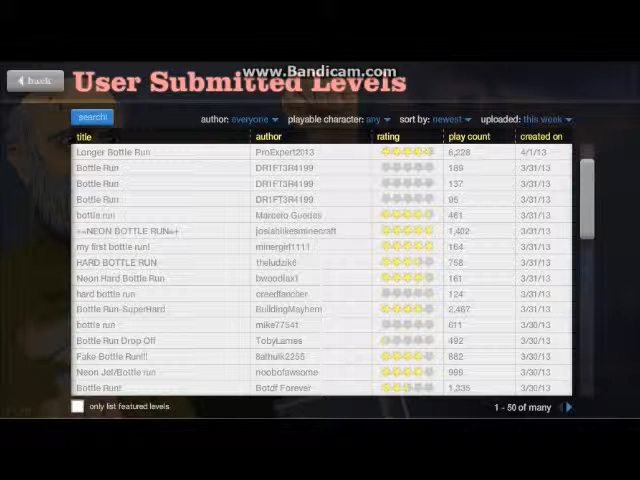 www.Bandicam.com
back
User Submitted Levels
search!
author: everyone playable character: any sort by: newest uploaded: this week
title author rating play count created on
Longer Bottle Run ProExpert2013 6,228 4/1/13
Bottle Run DR1FT3R4199 189 3/31/13
Bottle Run DR1FT3R4199 137 3/31/13
Bottle Run DR1FT3R4199 95 3/31/13
bottle run Marcelo Guedes 461 3/31/13
josiahlikesminecraft 1,402 3/31/13
my first bottle run! minergirl1111 164 3/31/13
HARD BOTTLE RUN theludzik6 758 3/31/13
Neon Hard Bottle Run bwoodlax1 161 3/31/13
hard bottle run creedfancher 124 3/31/13
Bottle Run-SuperHard BuildingMayhem 2,467 3/31/13
bottle run mike77541 611 3/30/13
Bottle Run Drop Off TobyLames 492 3/30/13
Fake Bottle Run!!! 8athulk2255 882 3/30/13
Neon Jet/Bottle run noobofawsome 999 3/30/13
Bottle Run! Botdf Forever 1,335 3/30/13
only list featured levels
1 - 50 of many